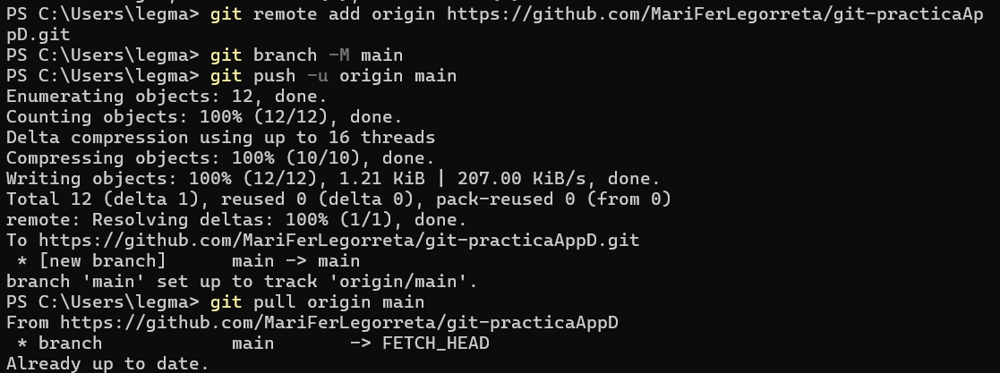 PS C:\Users\legma> git remote add origin https://github.com/MariFerLegorreta/git-practicaAp
pD.git
PS C:\Users\legma> git branch -M main
PS C:\Users\legma> git push -u origin main
Enumerating objects: 12, done.
Counting objects: 100% (12/12), done.
Delta compression using up to 16 threads
Compressing objects: 100% (10/10), done.
Writing objects: 100% (12/12), 1.21 KiB | 207.00 KiB/s, done.
Total 12 (delta 1), reused 0 (delta 0), pack-reused 0 (from 0)
remote: Resolving deltas: 100% (1/1), done.
To https://github.com/MariFerLegorreta/git-practicaAppD.git
 * [new branch]      main -> main
branch 'main' set up to track 'origin/main'.
PS C:\Users\legma> git pull origin main
From https://github.com/MariFerLegorreta/git-practicaAppD
 * branch            main       -> FETCH_HEAD
Already up to date.